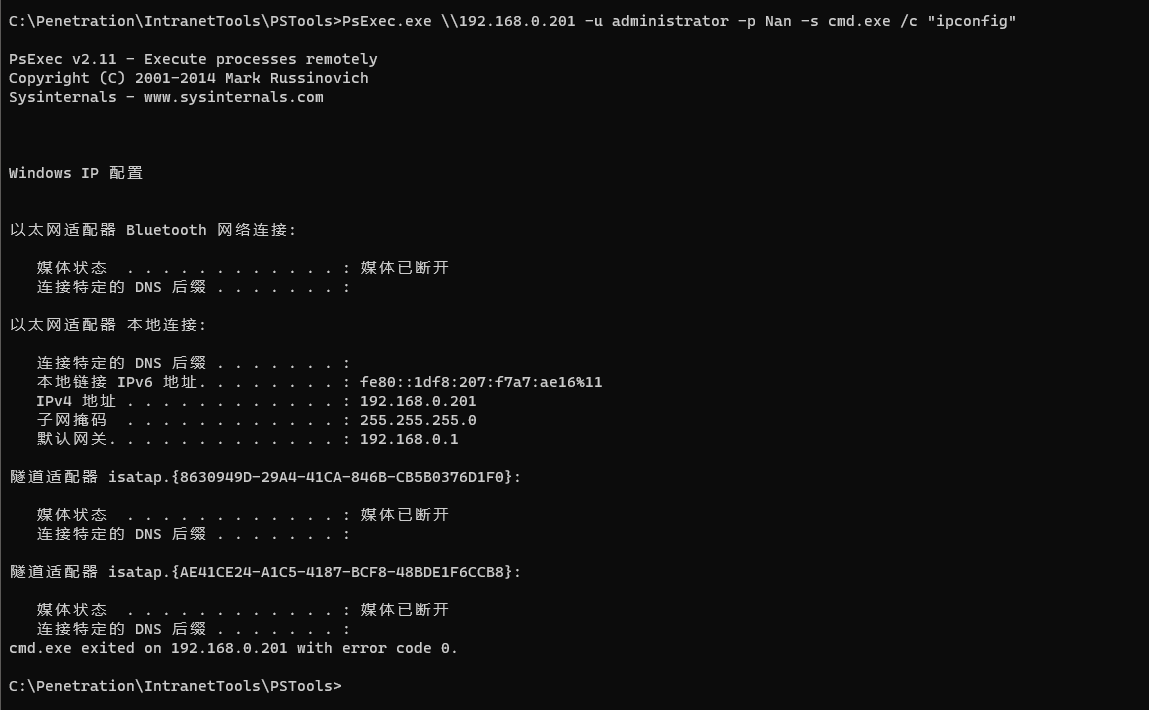 C:\Penetration\IntranetTools\PSTools>PsExec.exe \\192.168.0.201 -u administrator -p Nan -s cmd.exe /c "ipconfig"
PsExec v2.11 - Execute processes remotely
Copyright (C) 2001-2014 Mark Russinovich
Sysinternals - www.sysinternals.com
Windows IP 配置
以太网适配器 Bluetooth 网络连接:
媒体状态 . . . . . . . . . . . . : 媒体已断开
连接特定的 DNS 后缀 . . . . . . . :
以太网适配器 本地连接:
连接特定的 DNS 后缀 . . . . . . . :
本地链接 IPv6 地址. . . . . . . . : fe80::1df8:207:f7a7:ae16%11
IPv4 地址 . . . . . . . . . . . . : 192.168.0.201
子网掩码 . . . . . . . . . . . . : 255.255.255.0
默认网关. . . . . . . . . . . . . : 192.168.0.1
隧道适配器 isatap.{8630949D-29A4-41CA-846B-CB5B0376D1F0}:
媒体状态 . . . . . . . . . . . . : 媒体已断开
连接特定的 DNS 后缀 . . . . . . . :
隧道适配器 isatap.{AE41CE24-A1C5-4187-BCF8-48BDE1F6CCB8}:
媒体状态 . . . . . . . . . . . . : 媒体已断开
连接特定的 DNS 后缀 . . . . . . . :
cmd.exe exited on 192.168.0.201 with error code 0.
C:\Penetration\IntranetTools\PSTools>